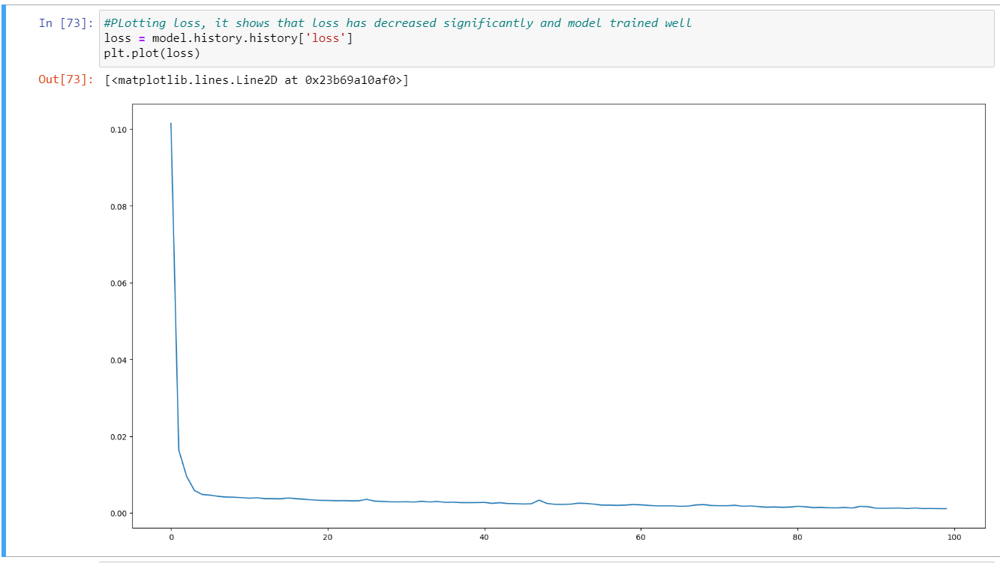 In [73]: #PLotting loss, it shows that loss has decreased significantly and model trained well
loss = model.history.history['loss']
plt.plot(loss)
Out[73]: [<matplotlib.lines.Line2D at 0x23b69a10af0>]
0.10
0.08
0.06
0.04
0.02
0.00
0 20 40 60 80 100